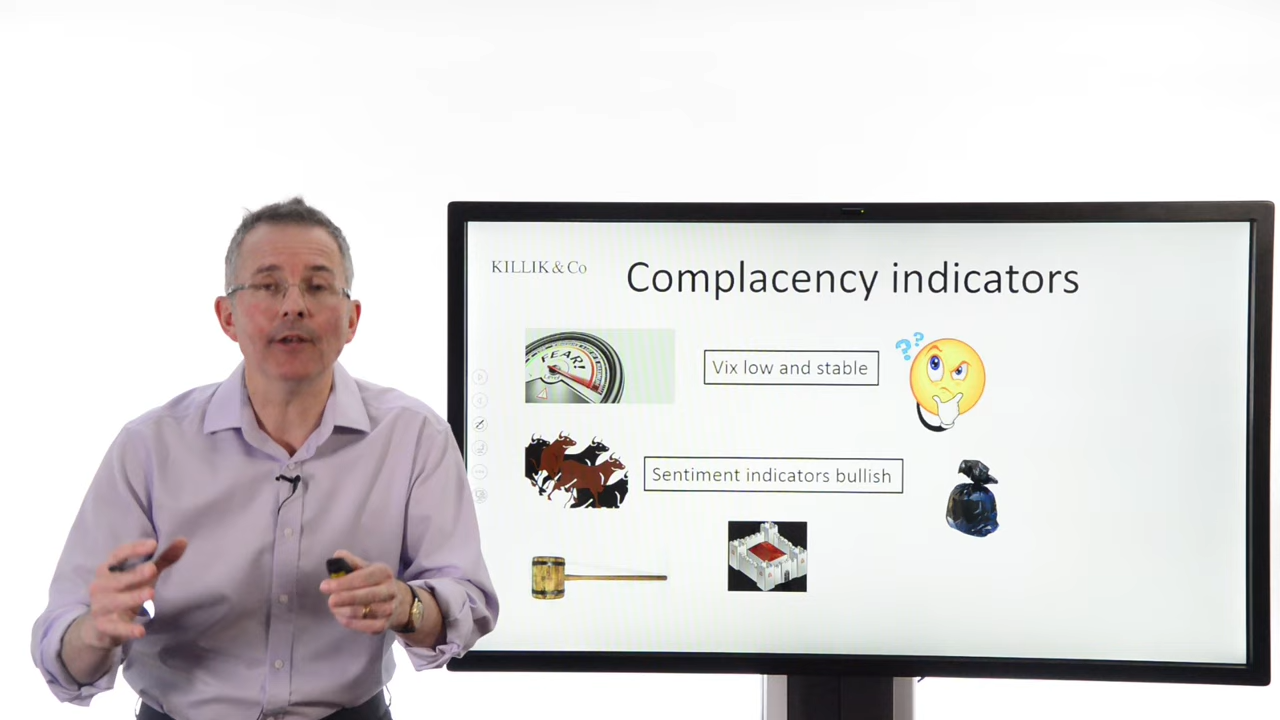 KILLIK & Co
Complacency indicators
FEAR!
Vix low and stable
Sentiment indicators bullish